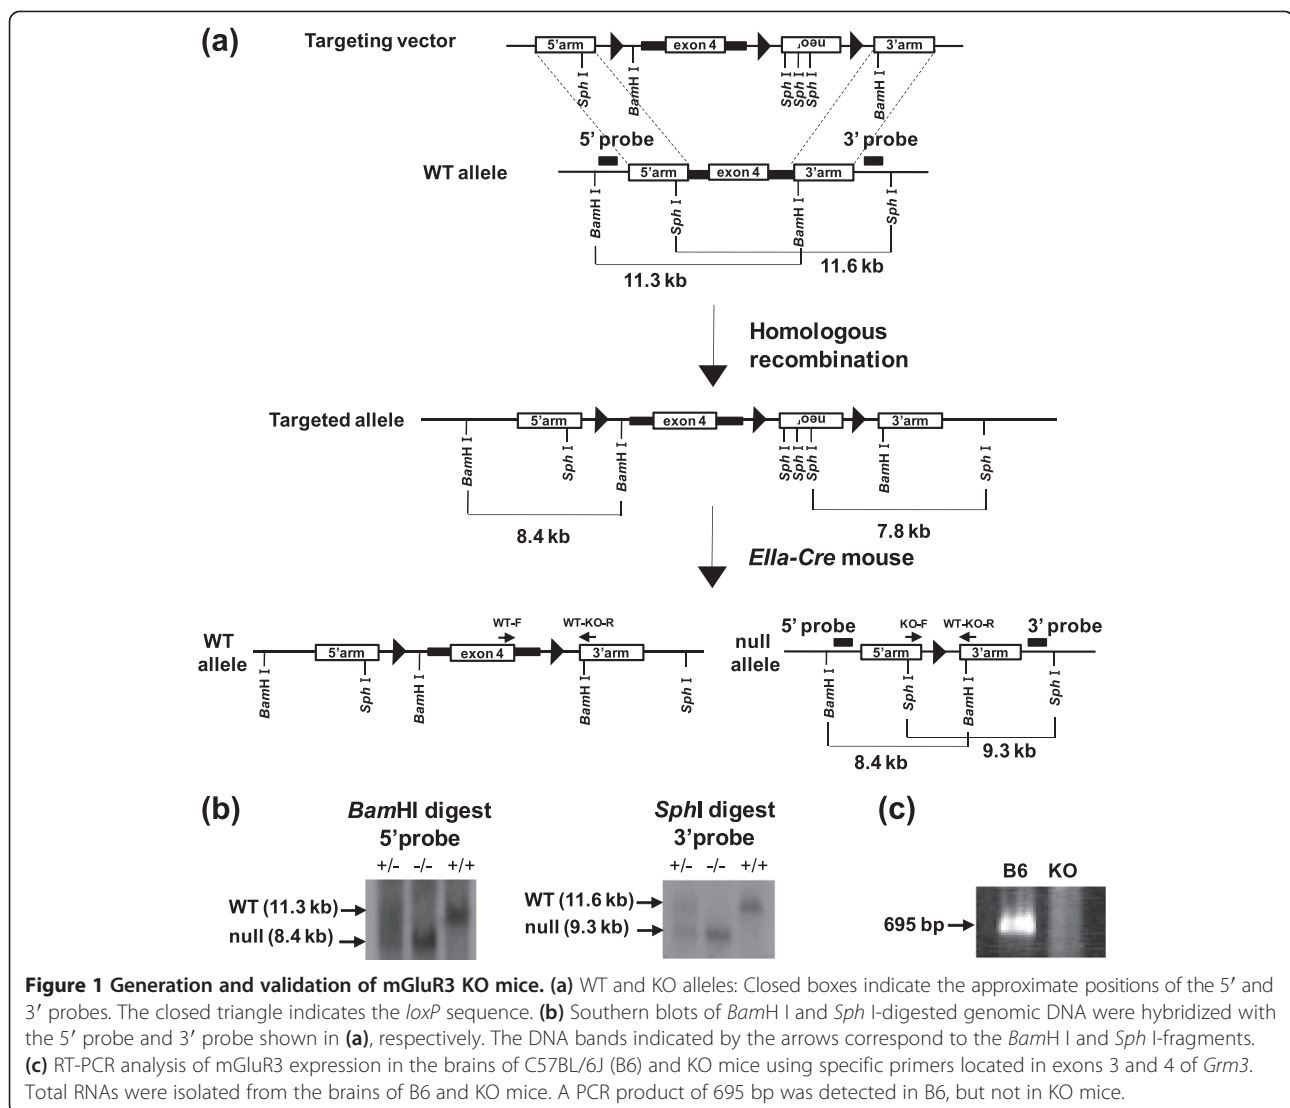 (a)
Targeting vector
5'arm
exon 4
neoʳ
3'arm
Sph I
BamH I
Sph I
Sph I
Sph I
BamH I
5' probe
3' probe
WT allele
5'arm
exon 4
3'arm
BamH I
Sph I
BamH I
Sph I
11.6 kb
11.3 kb
Homologous
recombination
Targeted allele
5'arm
exon 4
neoʳ
3'arm
BamH I
Sph I
BamH I
Sph I
Sph I
Sph I
BamH I
Sph I
8.4 kb
7.8 kb
EIIa-Cre mouse
WT
allele
WT-F
WT-KO-R
5'arm
exon 4
3'arm
BamH I
Sph I
BamH I
BamH I
Sph I
null
allele
5' probe
KO-F
WT-KO-R
3' probe
5'arm
3'arm
BamH I
Sph I
BamH I
Sph I
9.3 kb
8.4 kb
(b)
BamHI digest
5'probe
+/- -/- +/+
WT (11.3 kb)
null (8.4 kb)
SphI digest
3'probe
+/- -/- +/+
WT (11.6 kb)
null (9.3 kb)
(c)
B6 KO
695 bp
Figure 1 Generation and validation of mGluR3 KO mice. (a) WT and KO alleles: Closed boxes indicate the approximate positions of the 5′ and
3′ probes. The closed triangle indicates the loxP sequence. (b) Southern blots of BamH I and Sph I-digested genomic DNA were hybridized with
the 5′ probe and 3′ probe shown in (a), respectively. The DNA bands indicated by the arrows correspond to the BamH I and Sph I-fragments.
(c) RT-PCR analysis of mGluR3 expression in the brains of C57BL/6J (B6) and KO mice using specific primers located in exons 3 and 4 of Grm3.
Total RNAs were isolated from the brains of B6 and KO mice. A PCR product of 695 bp was detected in B6, but not in KO mice.